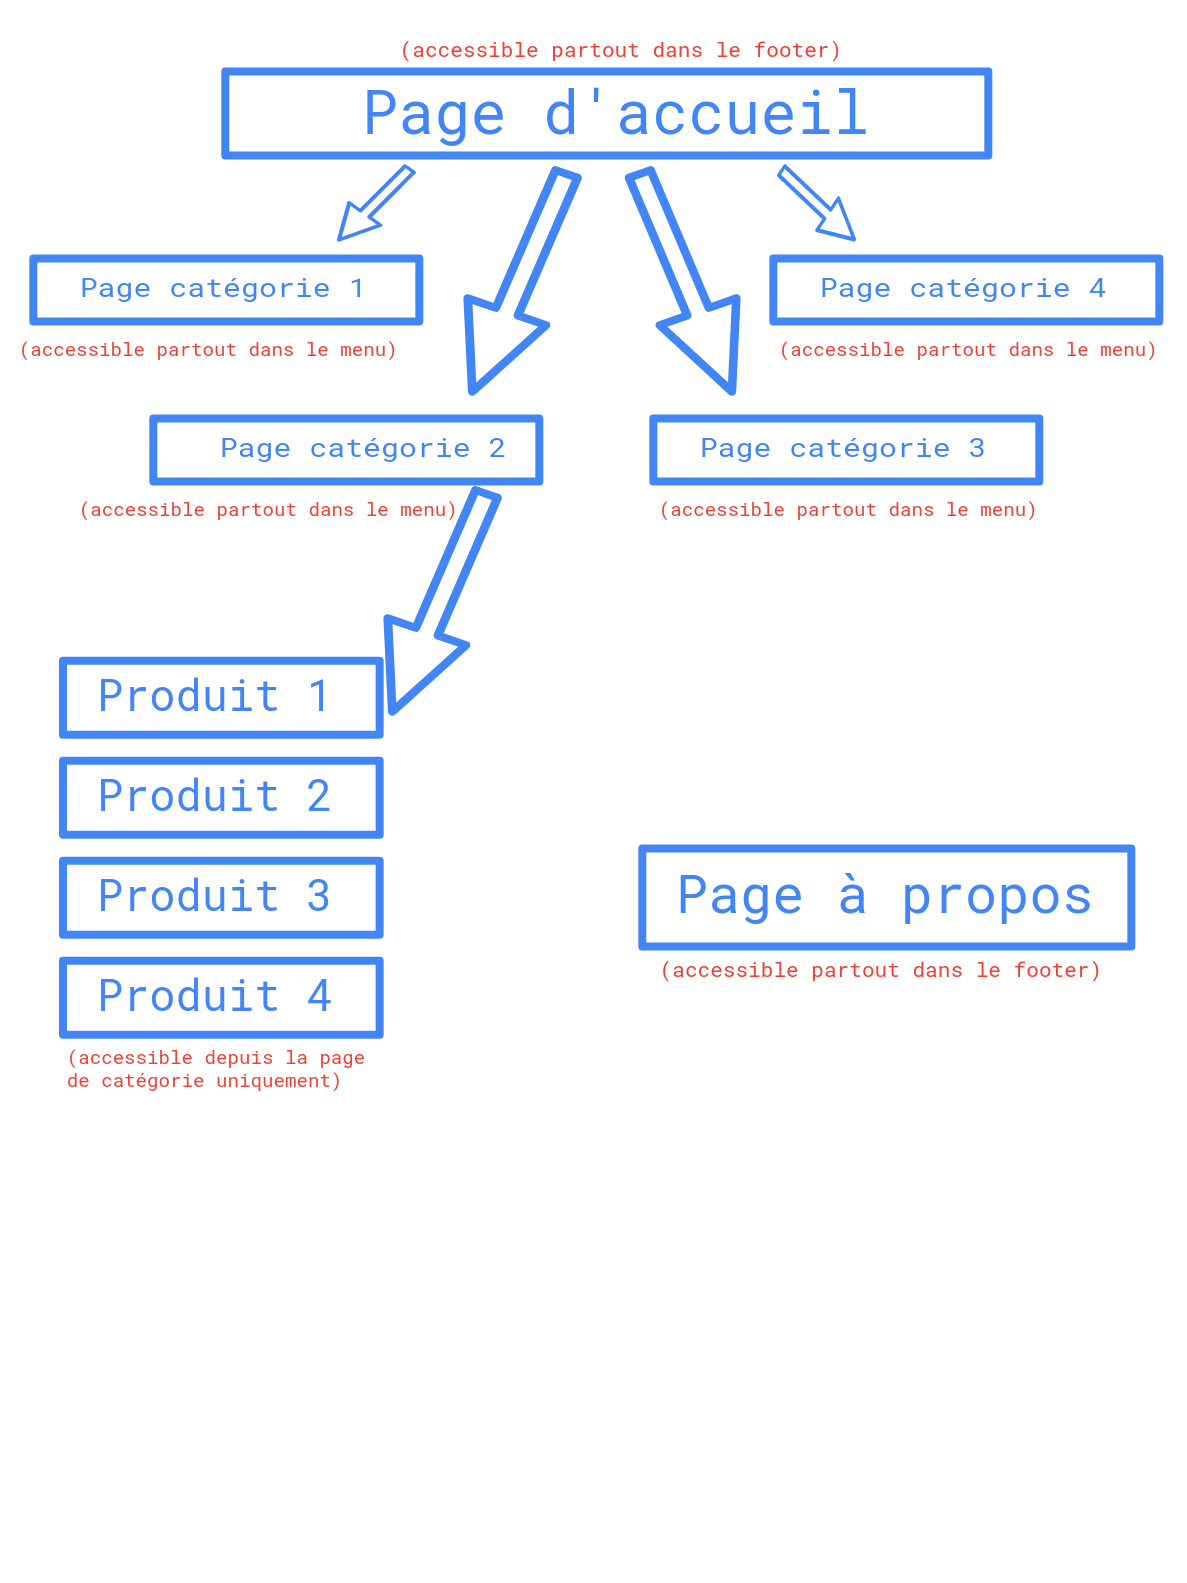 (accessible partout dans le footer)
Page d'accueil
Page catégorie 1
Page catégorie 4
(accessible partout dans le menu)
(accessible partout dans le menu)
Page catégorie 2
Page catégorie 3
(accessible partout dans le menu)
(accessible partout dans le menu)
Produit 1
Produit 2
Produit 3
Produit 4
(accessible depuis la page
de catégorie uniquement)
Page à propos
(accessible partout dans le footer)